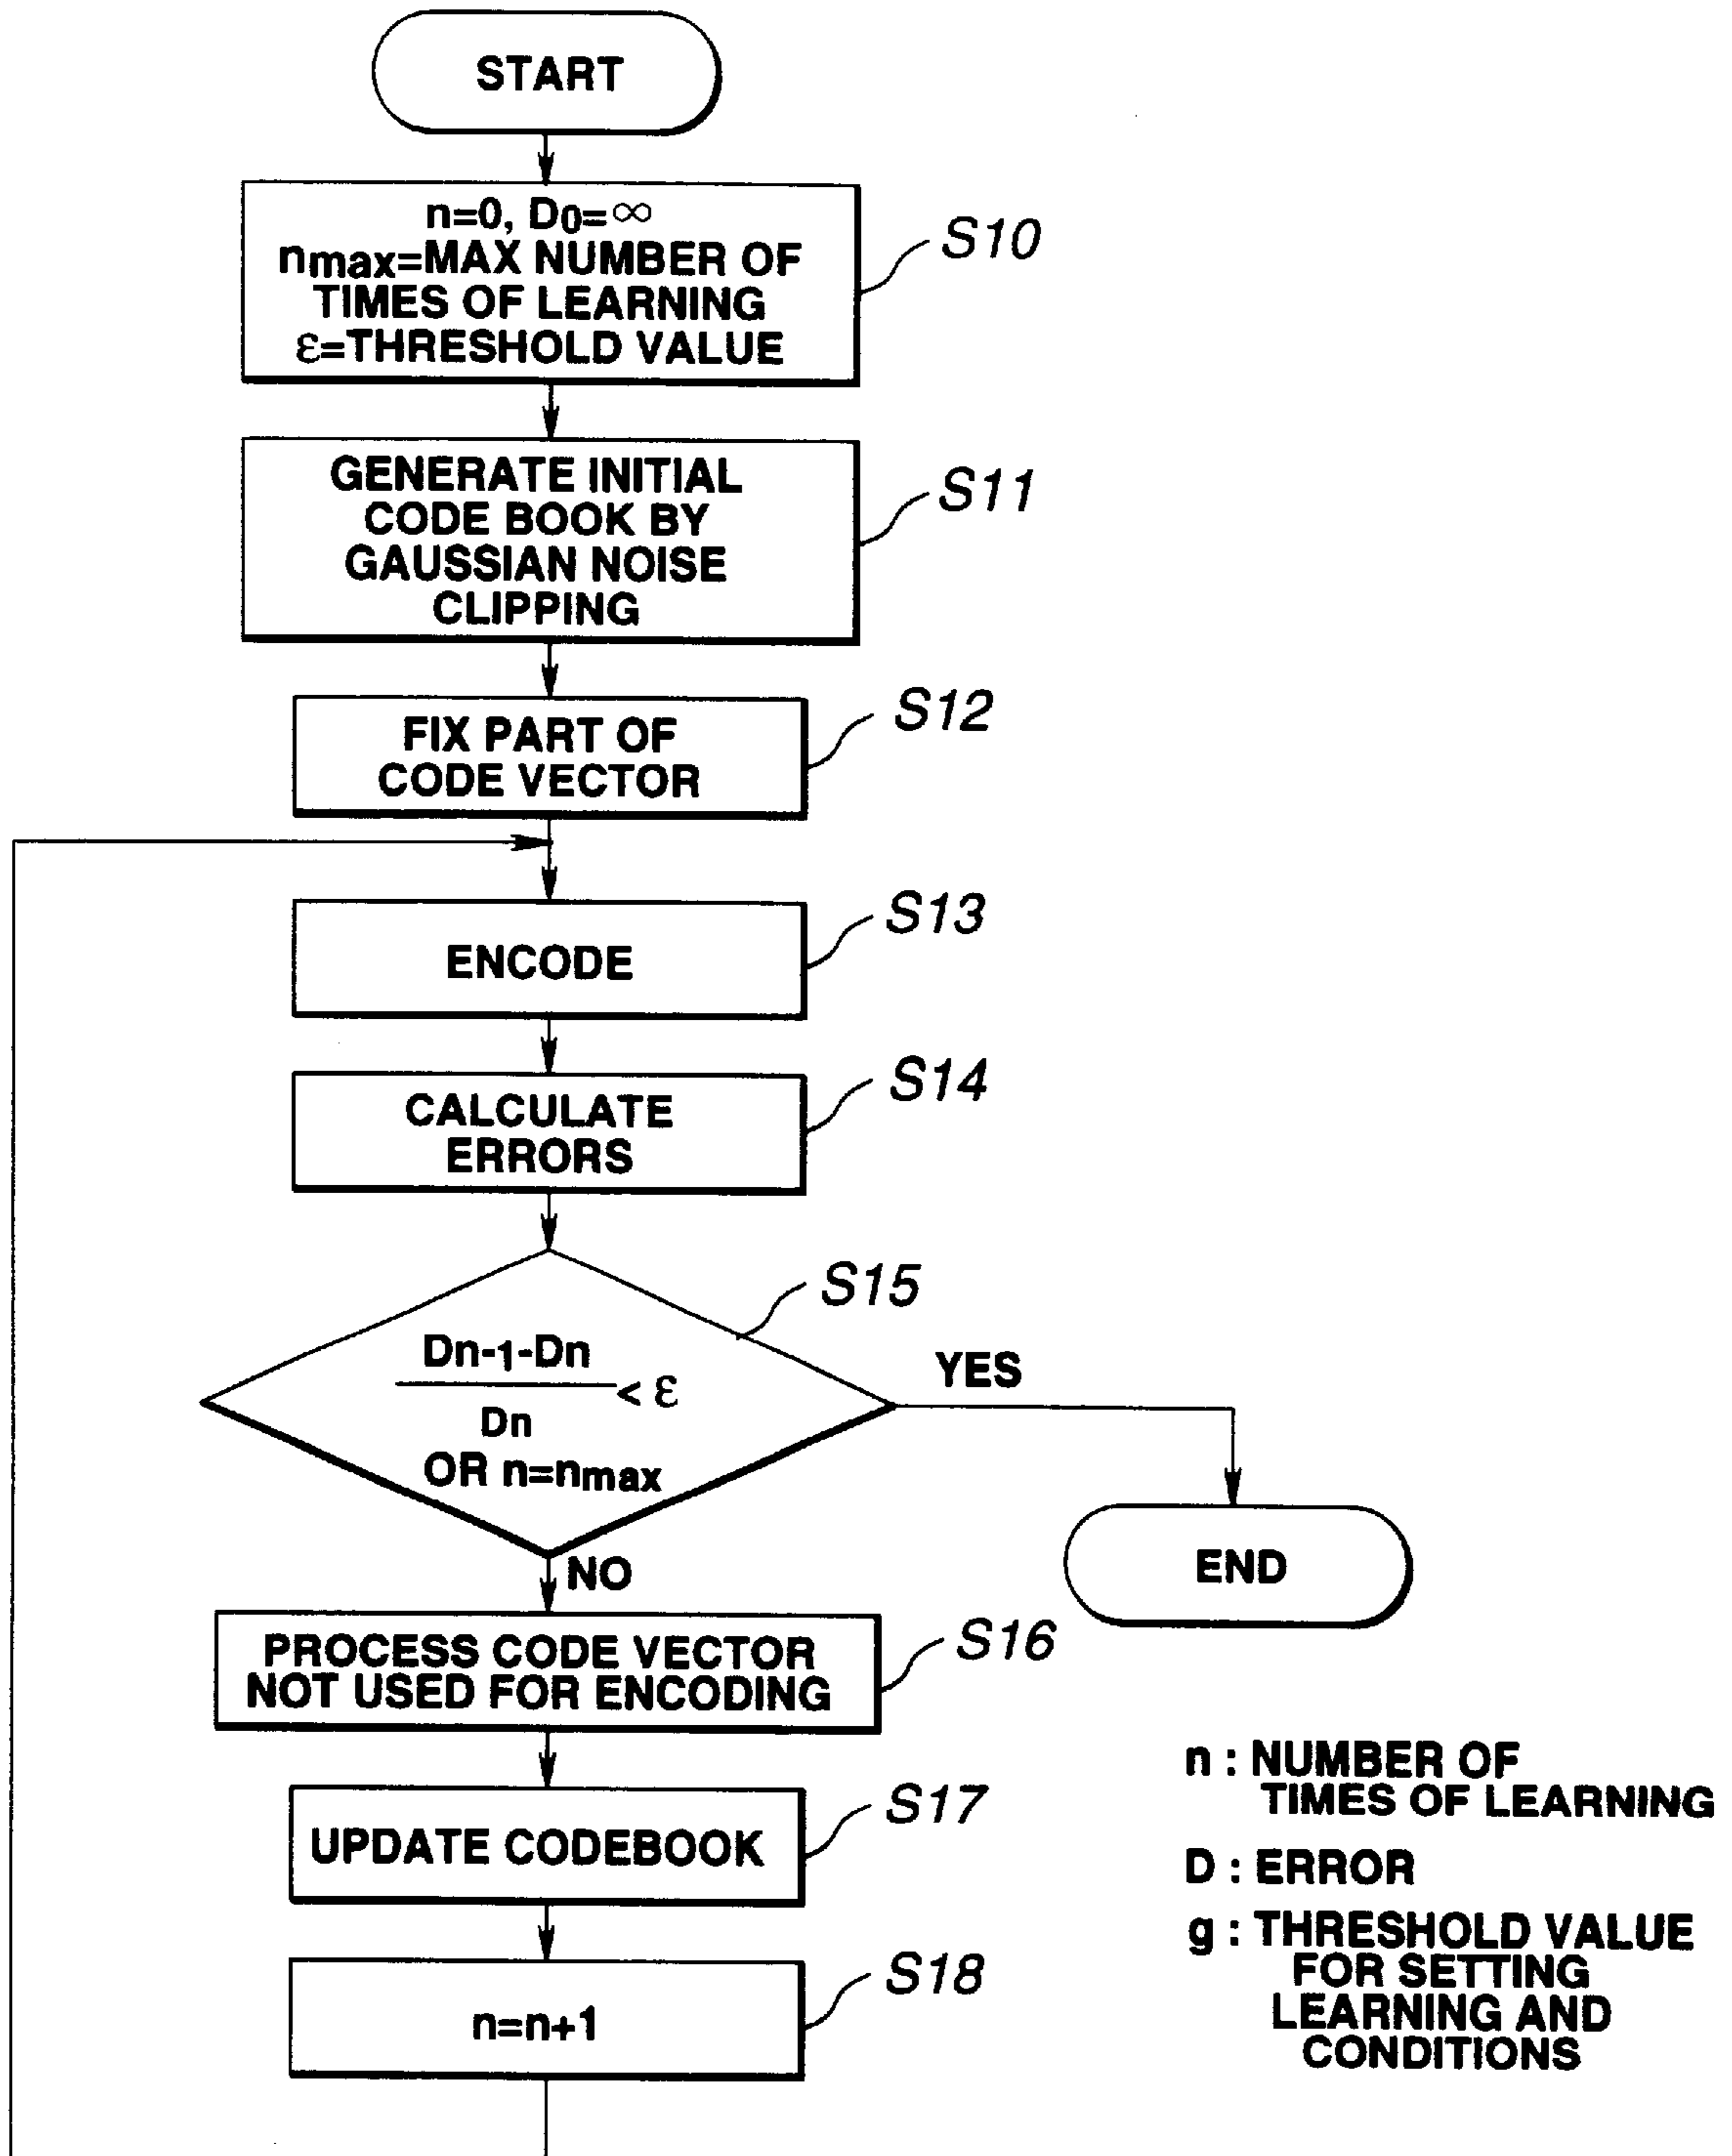 START
n=0, D0=∞
nmax=MAX NUMBER OF
TIMES OF LEARNING
ε=THRESHOLD VALUE
S10
GENERATE INITIAL
CODE BOOK BY
GAUSSIAN NOISE
CLIPPING
S11
FIX PART OF
CODE VECTOR
S12
ENCODE
S13
CALCULATE
ERRORS
S14
S15
Dn-1-Dn
< ε
Dn
OR n=nmax
YES
END
NO
PROCESS CODE VECTOR
NOT USED FOR ENCODING
S16
UPDATE CODEBOOK
S17
n=n+1
S18
n : NUMBER OF
TIMES OF LEARNING
D : ERROR
g : THRESHOLD VALUE
FOR SETTING
LEARNING AND
CONDITIONS